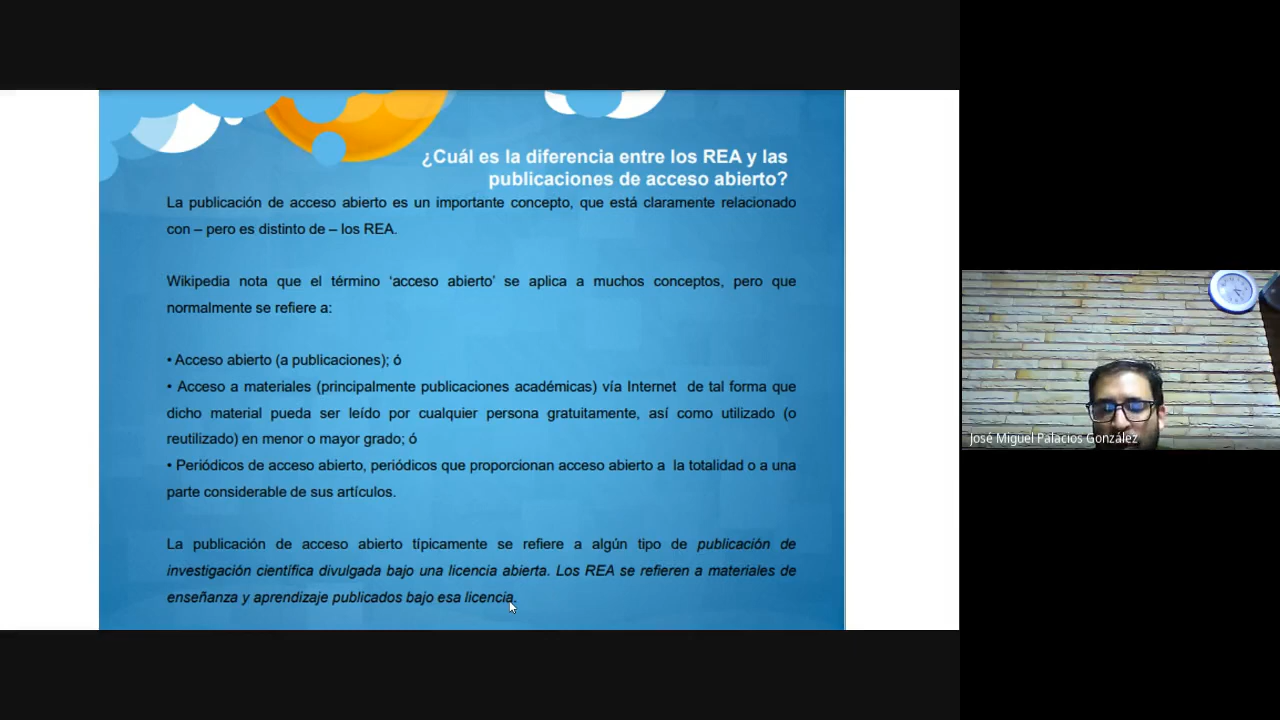 ¿Cuál es la diferencia entre los REA y las
publicaciones de acceso abierto?
La publicación de acceso abierto es un importante concepto, que está claramente relacionado
con – pero es distinto de – los REA.
Wikipedia nota que el término ‘acceso abierto’ se aplica a muchos conceptos, pero que
normalmente se refiere a:
• Acceso abierto (a publicaciones); ó
• Acceso a materiales (principalmente publicaciones académicas) vía Internet de tal forma que
dicho material pueda ser leído por cualquier persona gratuitamente, así como utilizado (o
reutilizado) en menor o mayor grado; ó
• Periódicos de acceso abierto, periódicos que proporcionan acceso abierto a la totalidad o a una
parte considerable de sus artículos.
La publicación de acceso abierto típicamente se refiere a algún tipo de publicación de
investigación científica divulgada bajo una licencia abierta. Los REA se refieren a materiales de
enseñanza y aprendizaje publicados bajo esa licencia.
José Miguel Palacios González